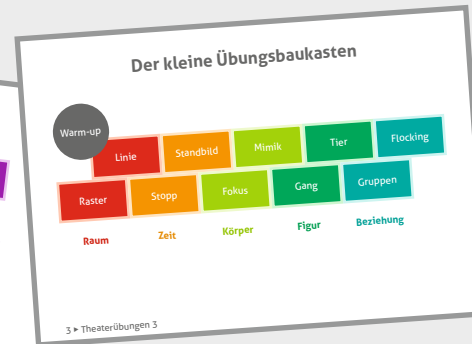 Der kleine Übungsbaukasten
Warm-up
Linie Standbild Mimik Tier Flocking
Raster Stopp Fokus Gang Gruppen
Raum Zeit Körper Figur Beziehung
3 ▸ Theaterübungen 3